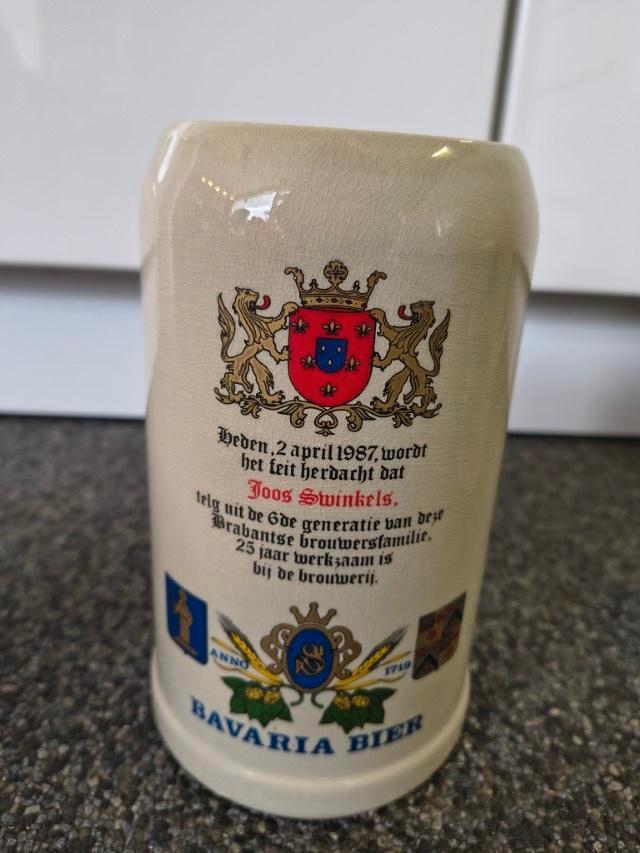 Heden, 2 april 1987, wordt
het feit herdacht dat
Joos Swinkels,
telg uit de 6de generatie van deze
Brabantse brouwersfamilie,
25 jaar werkzaam is
bij de brouwerij.
ANNO 1719
BAVARIA BIER